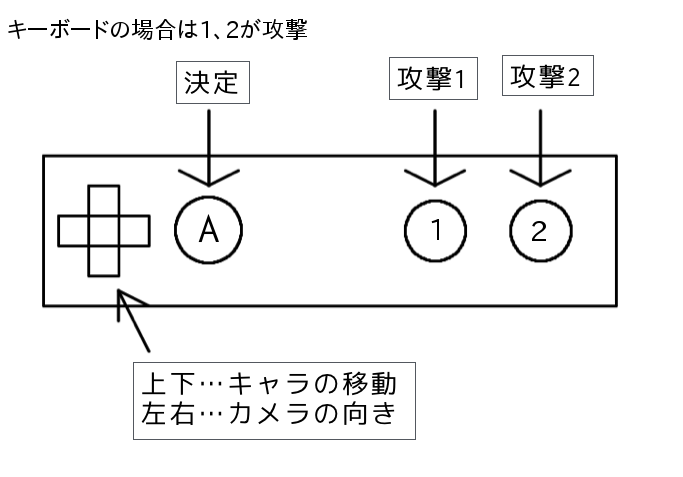 キーボードの場合は1、2が攻撃
決定
攻撃1
攻撃2
A
1
2
上下…キャラの移動
左右…カメラの向き